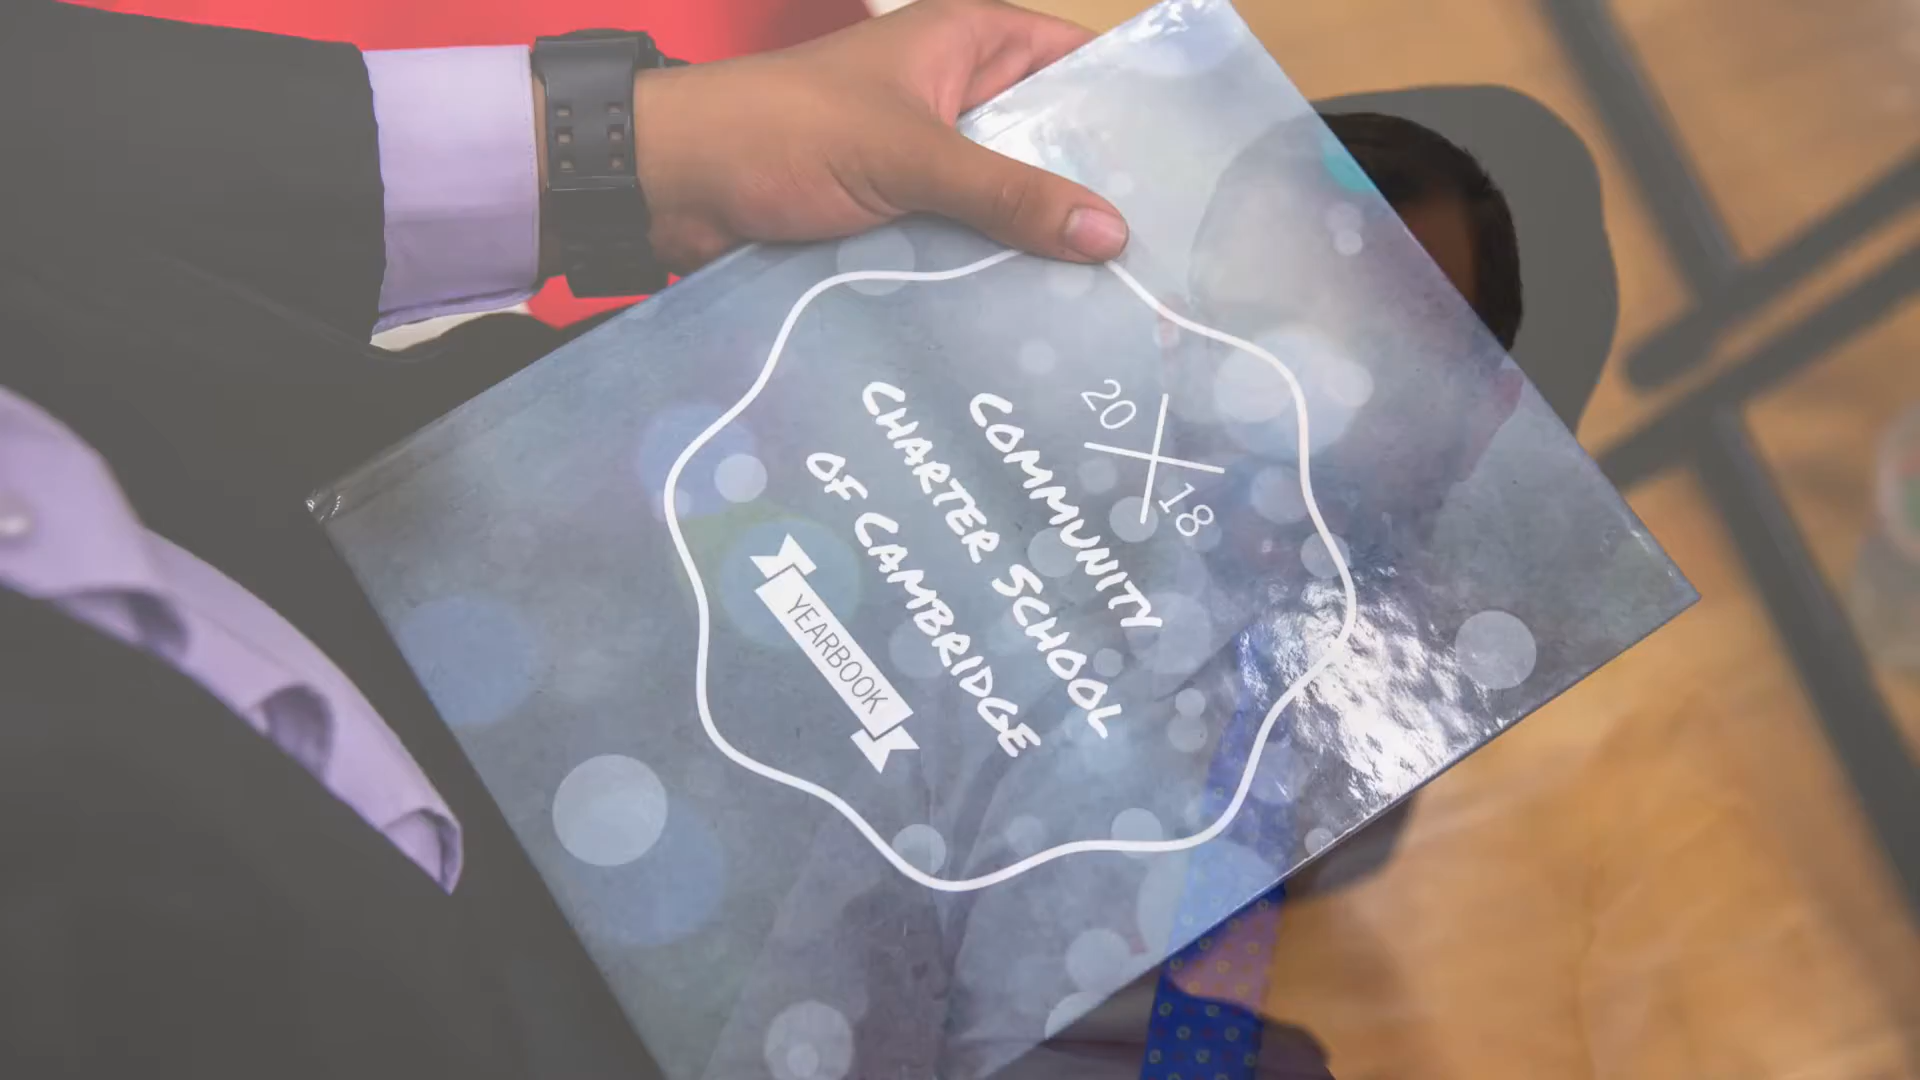 20
18
COMMUNITY
CHARTER SCHOOL
OF CAMBRIDGE
YEARBOOK